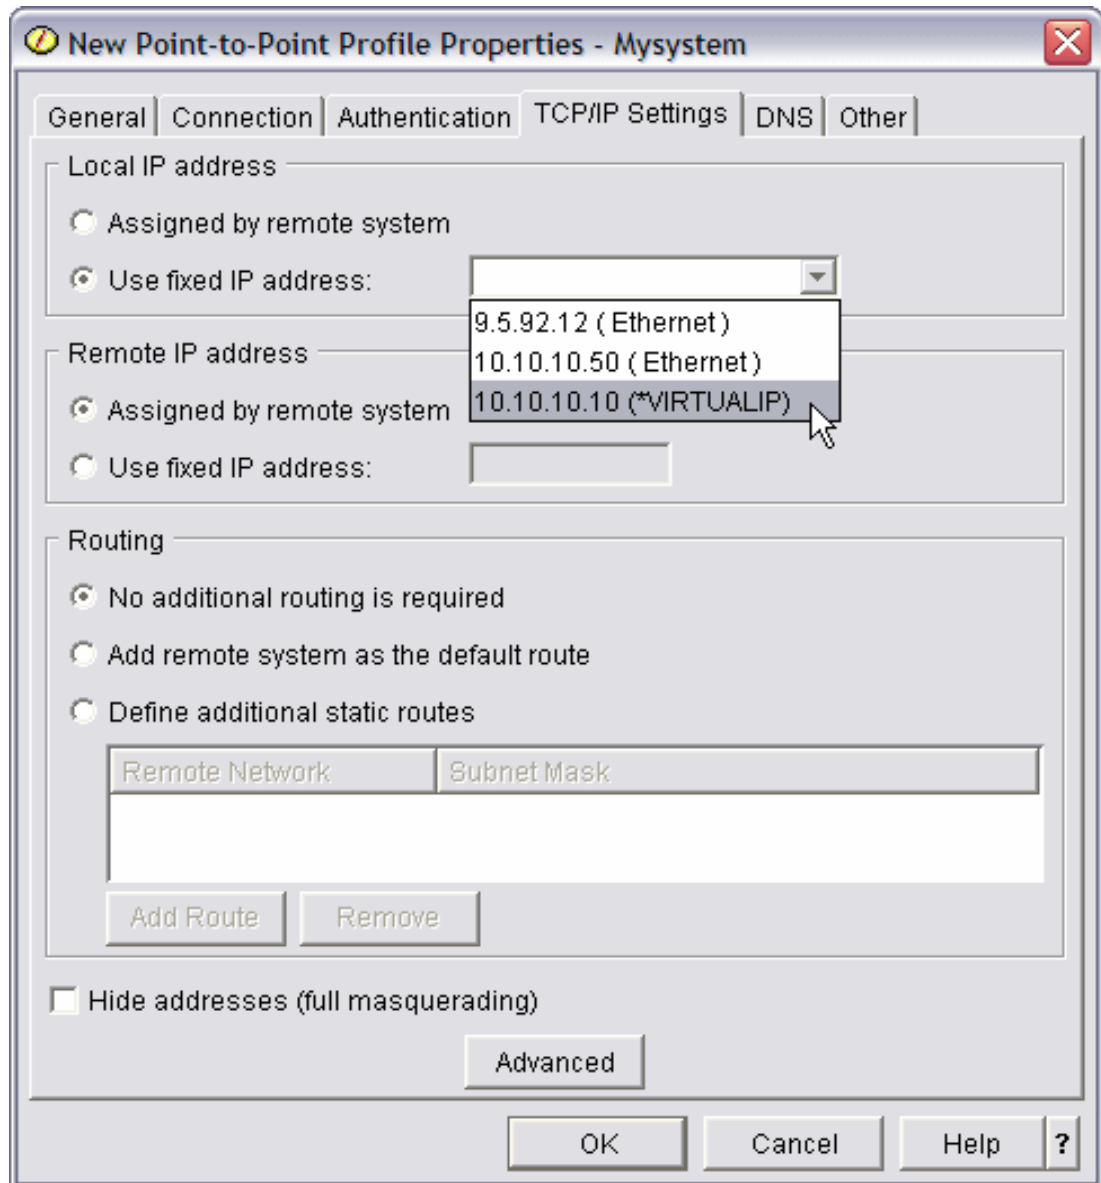 New Point-to-Point Profile Properties - Mysystem
General Connection Authentication TCP/IP Settings DNS Other
Local IP address
Assigned by remote system
Use fixed IP address:
9.5.92.12 ( Ethernet )
10.10.10.50 ( Ethernet )
10.10.10.10 (*VIRTUALIP)
Remote IP address
Assigned by remote system
Use fixed IP address:
Routing
No additional routing is required
Add remote system as the default route
Define additional static routes
Remote Network Subnet Mask
Add Route Remove
Hide addresses (full masquerading)
Advanced
OK Cancel Help ?